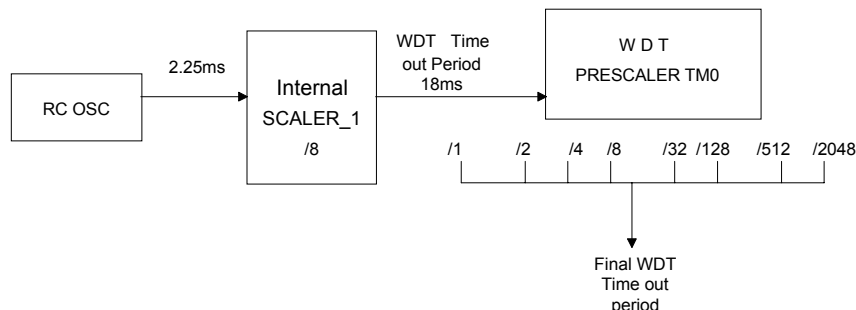 RC OSC
2.25ms
Internal
SCALER_1
/8
WDT Time
out Period
18ms
W D T
PRESCALER TM0
/1 /2 /4 /8 /32 /128 /512 /2048
Final WDT
Time out
period